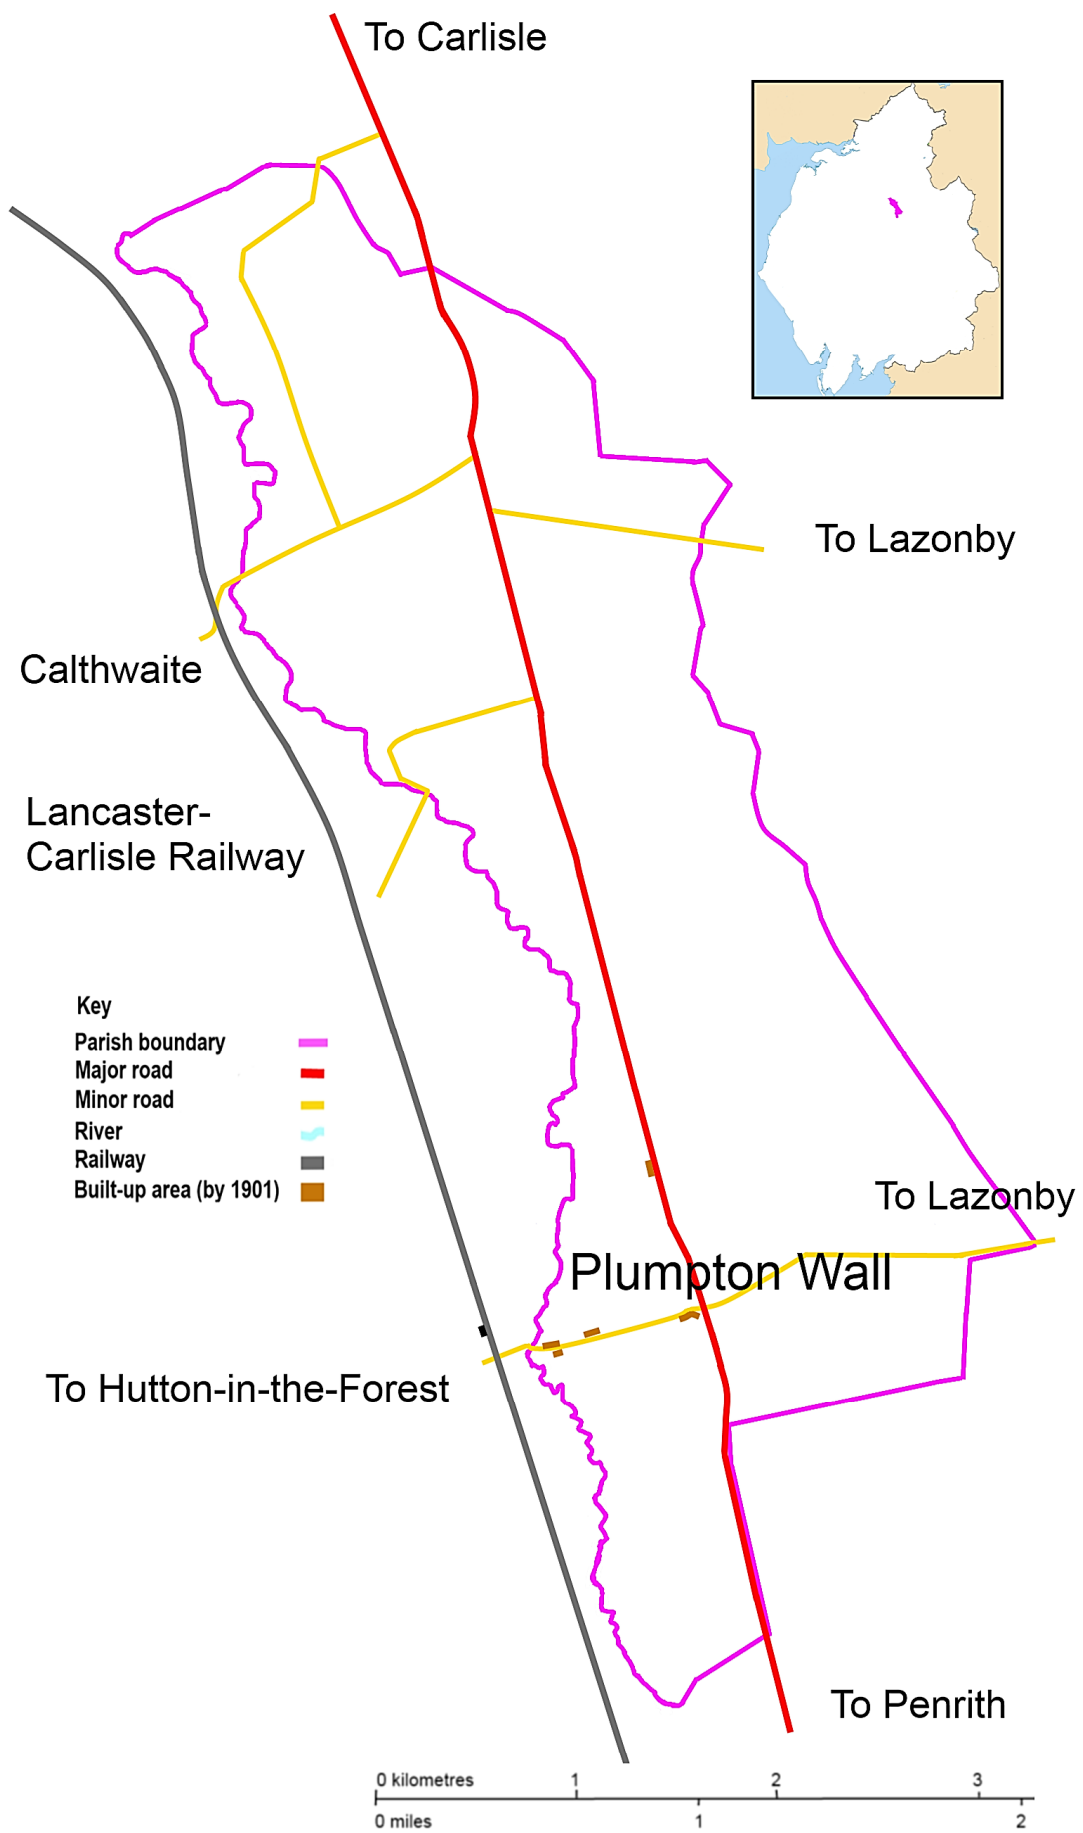 To Carlisle
To Lazonby
Calthwaite
Lancaster-
Carlisle Railway
Key
Parish boundary
Major road
Minor road
River
Railway
Built-up area (by 1901)
To Lazonby
Plumpton Wall
To Hutton-in-the-Forest
To Penrith
0 kilometres 1 2 3
0 miles 1 2